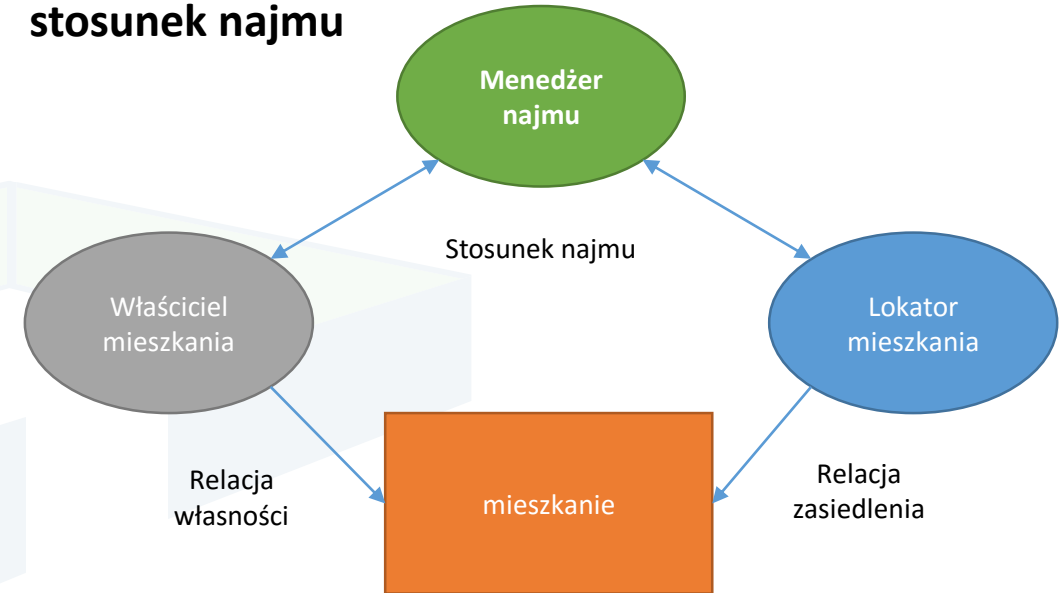 stosunek najmu
Menedżer
najmu
Stosunek najmu
Właściciel
mieszkania
Lokator
mieszkania
Relacja
własności
mieszkanie
Relacja
zasiedlenia